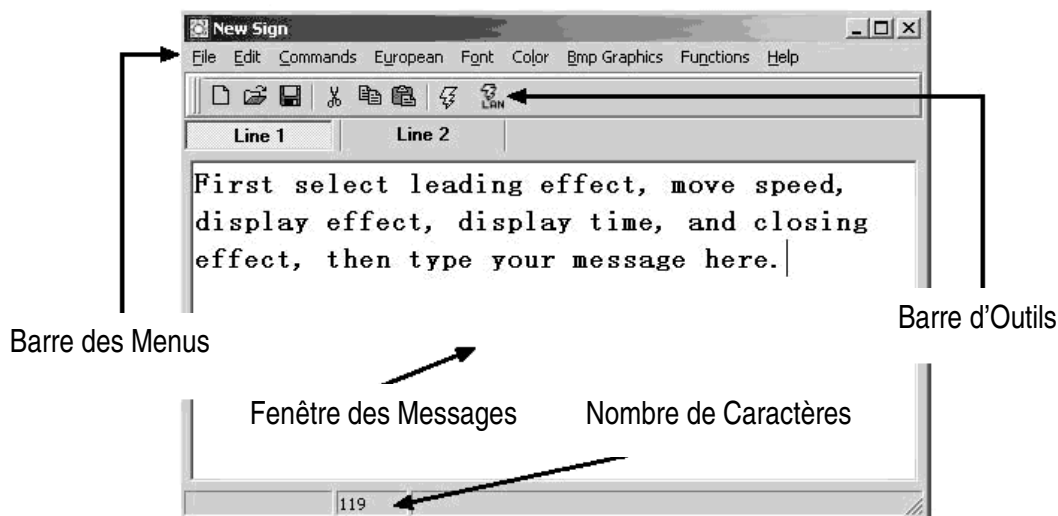 New Sign
File Edit Commands European Font Color Bmp Graphics Functions Help
LAN
Line 1 Line 2
First select leading effect, move speed,
display effect, display time, and closing
effect, then type your message here.
Barre d'Outils
Barre des Menus
Fenêtre des Messages Nombre de Caractères
119